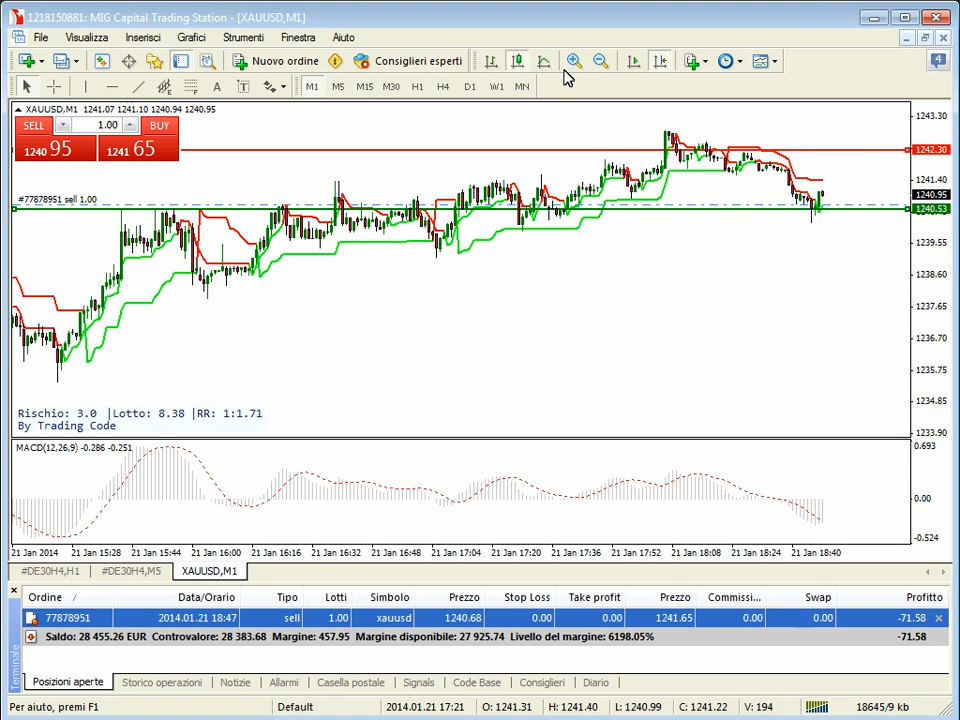 1218150881: MIG Capital Trading Station - [XAUUSD,M1]
File Visualizza Inserisci Grafici Strumenti Finestra Aiuto
Nuovo ordine Consiglieri esperti 4
A T M1 M5 M15 M30 H1 H4 D1 W1 MN
XAUUSD,M1 1241.07 1241.10 1240.94 1240.95
SELL 1.00 BUY
1240 95 1241 65
#77878951 sell 1.00
1243.30
1242.30
1241.40
1240.95
1240.53
1239.55
1238.60
1237.65
1236.70
1235.75
1234.85
1233.90
Rischio: 3.0 |Lotto: 8.38 |RR: 1:1.71
By Trading Code
MACD(12,26,9) -0.286 -0.251
0.693
0.00
-0.524
21 Jan 2014 21 Jan 15:28 21 Jan 15:44 21 Jan 16:00 21 Jan 16:16 21 Jan 16:32 21 Jan 16:48 21 Jan 17:04 21 Jan 17:20 21 Jan 17:36 21 Jan 17:52 21 Jan 18:08 21 Jan 18:24 21 Jan 18:40
#DE30H4,H1 #DE30H4,M5 XAUUSD,M1
Ordine / Data/Orario Tipo Lotti Simbolo Prezzo Stop Loss Take profit Prezzo Commissi... Swap Profitto
77878951 2014.01.21 18:47 sell 1.00 xauusd 1240.68 0.00 0.00 1241.65 0.00 0.00 -71.58
Saldo: 28 455.26 EUR Controvalore: 28 383.68 Margine: 457.95 Margine disponibile: 27 925.74 Livello del margine: 6198.05% -71.58
Terminale
Posizioni aperte Storico operazioni Notizie Allarmi Casella postale Signals Code Base Consiglieri Diario
Per aiuto, premi F1 Default 2014.01.21 17:21 O: 1241.31 H: 1241.40 L: 1240.99 C: 1241.22 V: 194 18645/9 kb